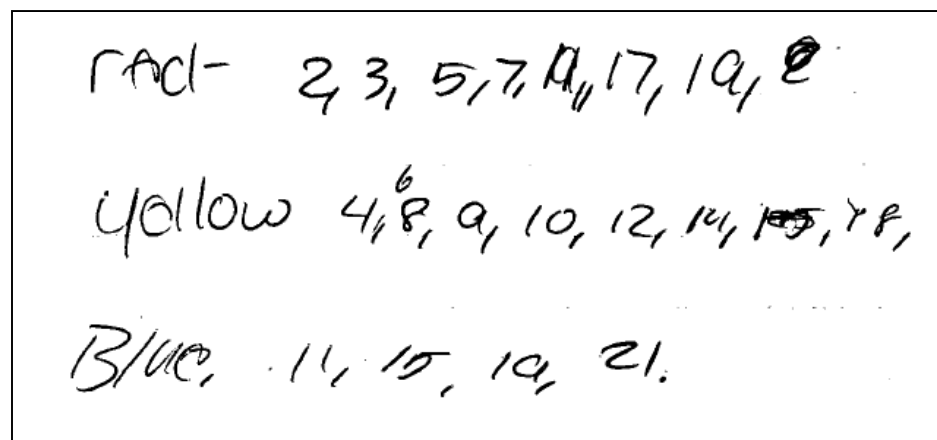 red- 2, 3, 5, 7, 17, 19,
yellow 4, 6 8, 9, 10, 12, 14, 18,
Blue, 11, 15, 19, 21.